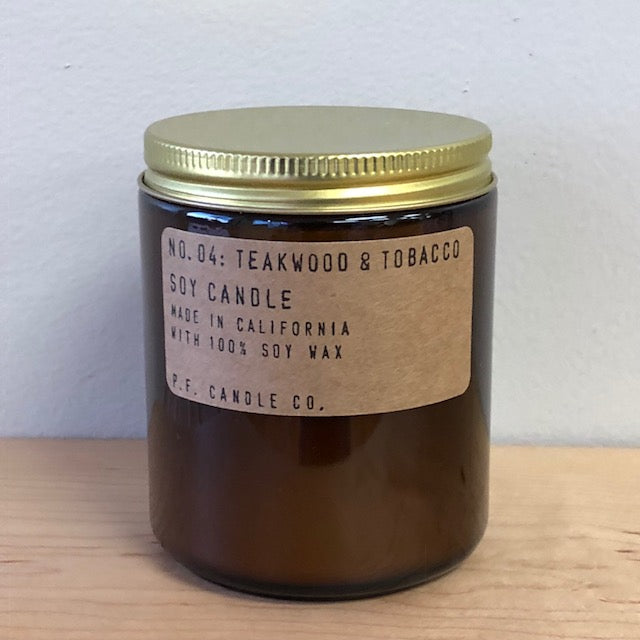 NO. 04: TEAKWOOD & TOBACCO
SOY CANDLE
MADE IN CALIFORNIA
WITH 100% SOY WAX
P.F. CANDLE CO.